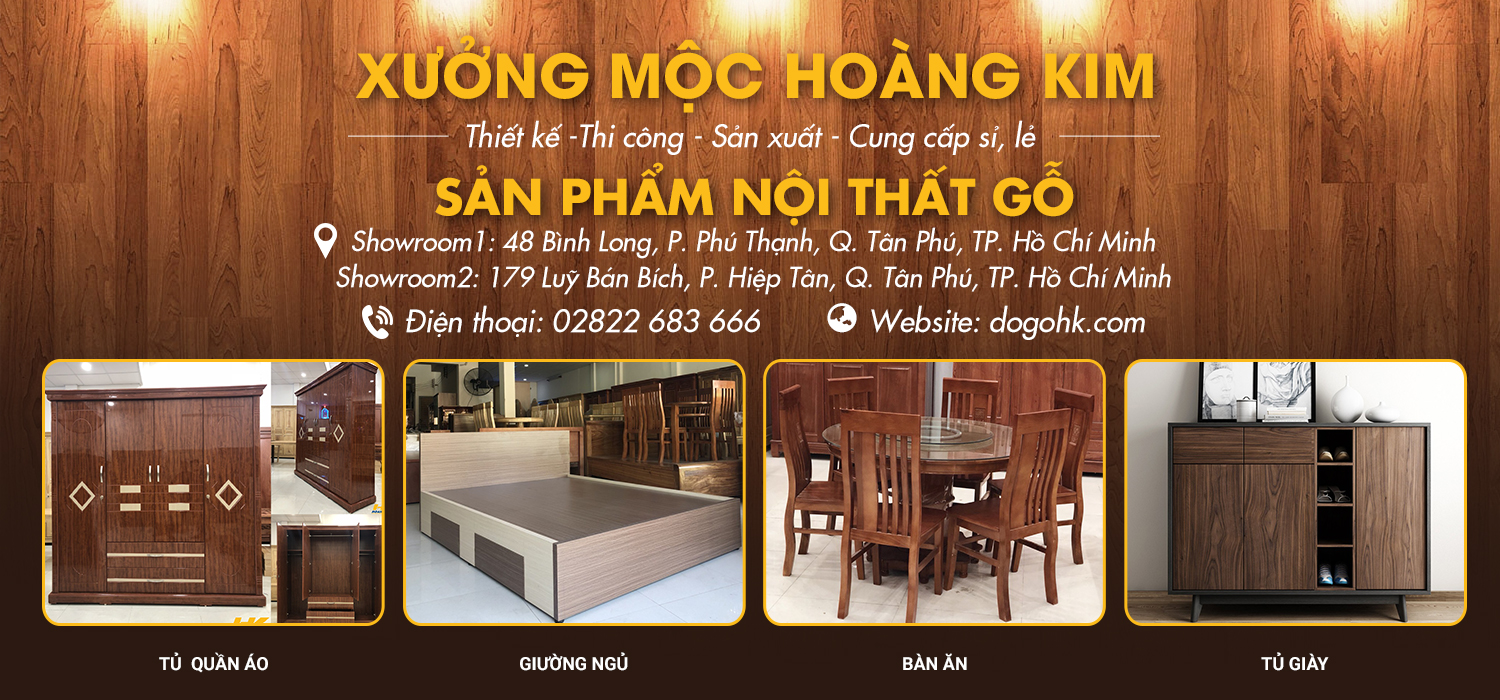 XƯỞNG MỘC HOÀNG KIM
Thiết kế -Thi công - Sản xuất - Cung cấp sỉ, lẻ
SẢN PHẨM NỘI THẤT GỖ
Showroom1: 48 Bình Long, P. Phú Thạnh, Q. Tân Phú, TP. Hồ Chí Minh
Showroom2: 179 Luỹ Bán Bích, P. Hiệp Tân, Q. Tân Phú, TP. Hồ Chí Minh
Điện thoại: 02822 683 666
Website: dogohk.com
TỦ QUẦN ÁO
GIƯỜNG NGỦ
BÀN ĂN
TỦ GIÀY